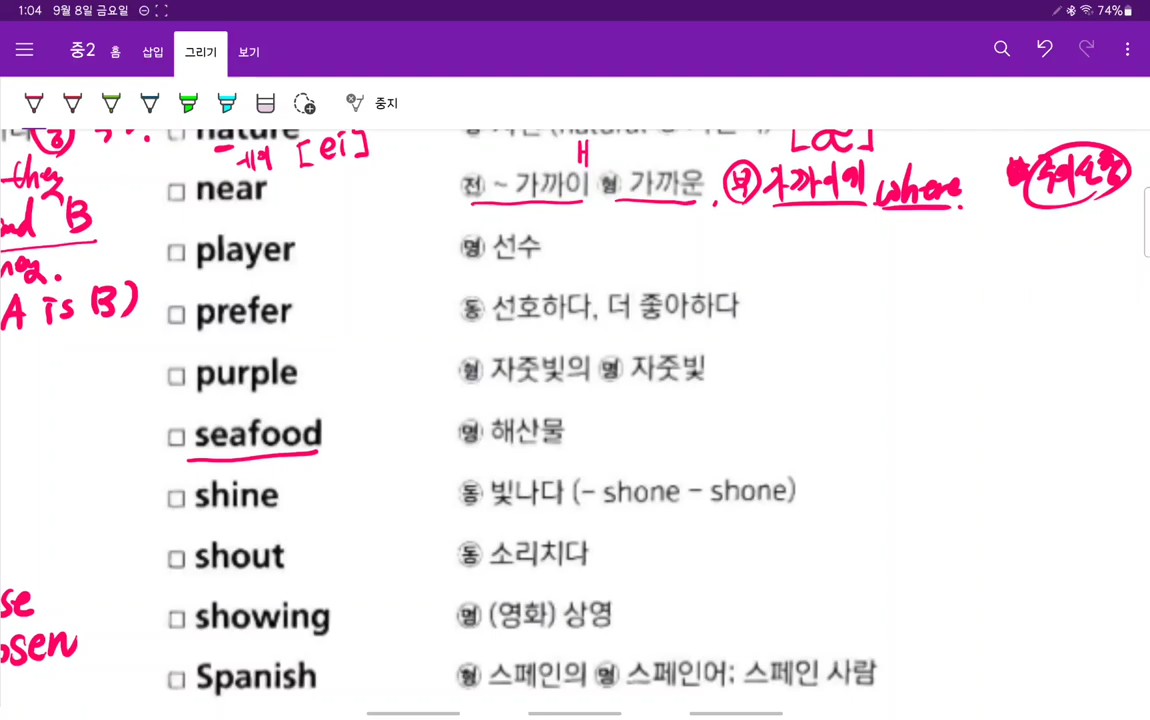 1:04 9월 8일 금요일 74%
중2 홈 삽입 그리기 보기
중지
nature
[ei]
they
near 전 ~ 가까이 형 가까운 부 가까이에 where.
B
player 명 선수
A is B)
prefer 동 선호하다, 더 좋아하다
purple 형 자줏빛의 명 자줏빛
seafood 명 해산물
shine 동 빛나다 (- shone - shone)
shout 동 소리치다
se
showing 명 (영화) 상영
osen
Spanish 형 스페인의 명 스페인어; 스페인 사람